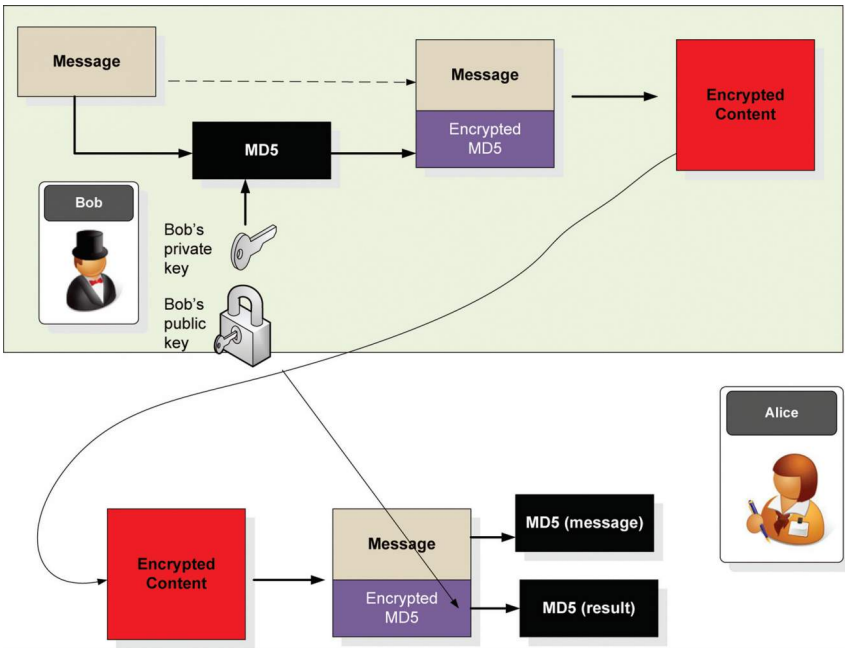 Message
Message
Encrypted
Content
Encrypted
MD5
MD5
Bob
Bob's
private
key
Bob's
public
key
Alice
MD5 (message)
Message
Encrypted
Content
Encrypted
MD5
MD5 (result)